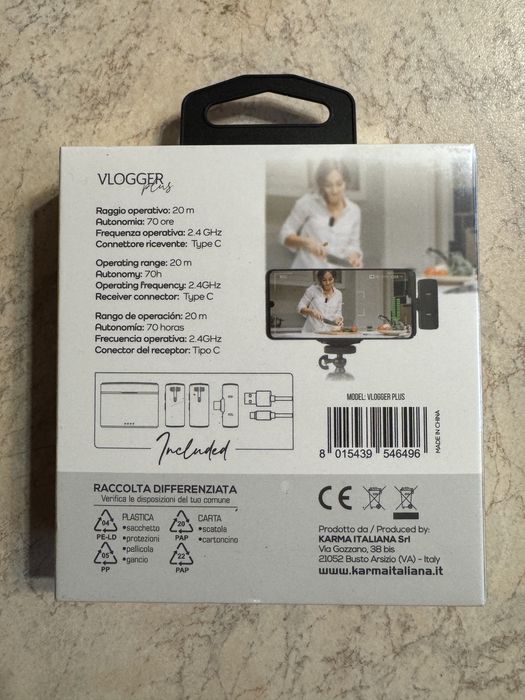 VLOGGER
plus
Raggio operativo: 20 m
Autonomia: 70 ore
Frequenza operativa: 2.4 GHz
Connettore ricevente: Type C
Operating range: 20 m
Autonomy: 70h
Operating frequency: 2.4GHz
Receiver connector: Type C
Rango de operación: 20 m
Autonomía: 70 horas
Frecuencia operativa: 2.4GHz
Conector del receptor: Tipo C
Included
MODEL: VLOGGER PLUS
8 015439 546496
MADE IN CHINA
RACCOLTA DIFFERENZIATA
Verifica le disposizioni del tuo comune
04
PE-LD
05
PP
PLASTICA
•sacchetto
•protezioni
•pellicola
•gancio
20
PAP
22
PAP
CARTA
•scatola
•cartoncino
CE
Prodotto da / Produced by:
KARMA ITALIANA Srl
Via Gozzano, 38 bis
21052 Busto Arsizio (VA) - Italy
www.karmaitaliana.it